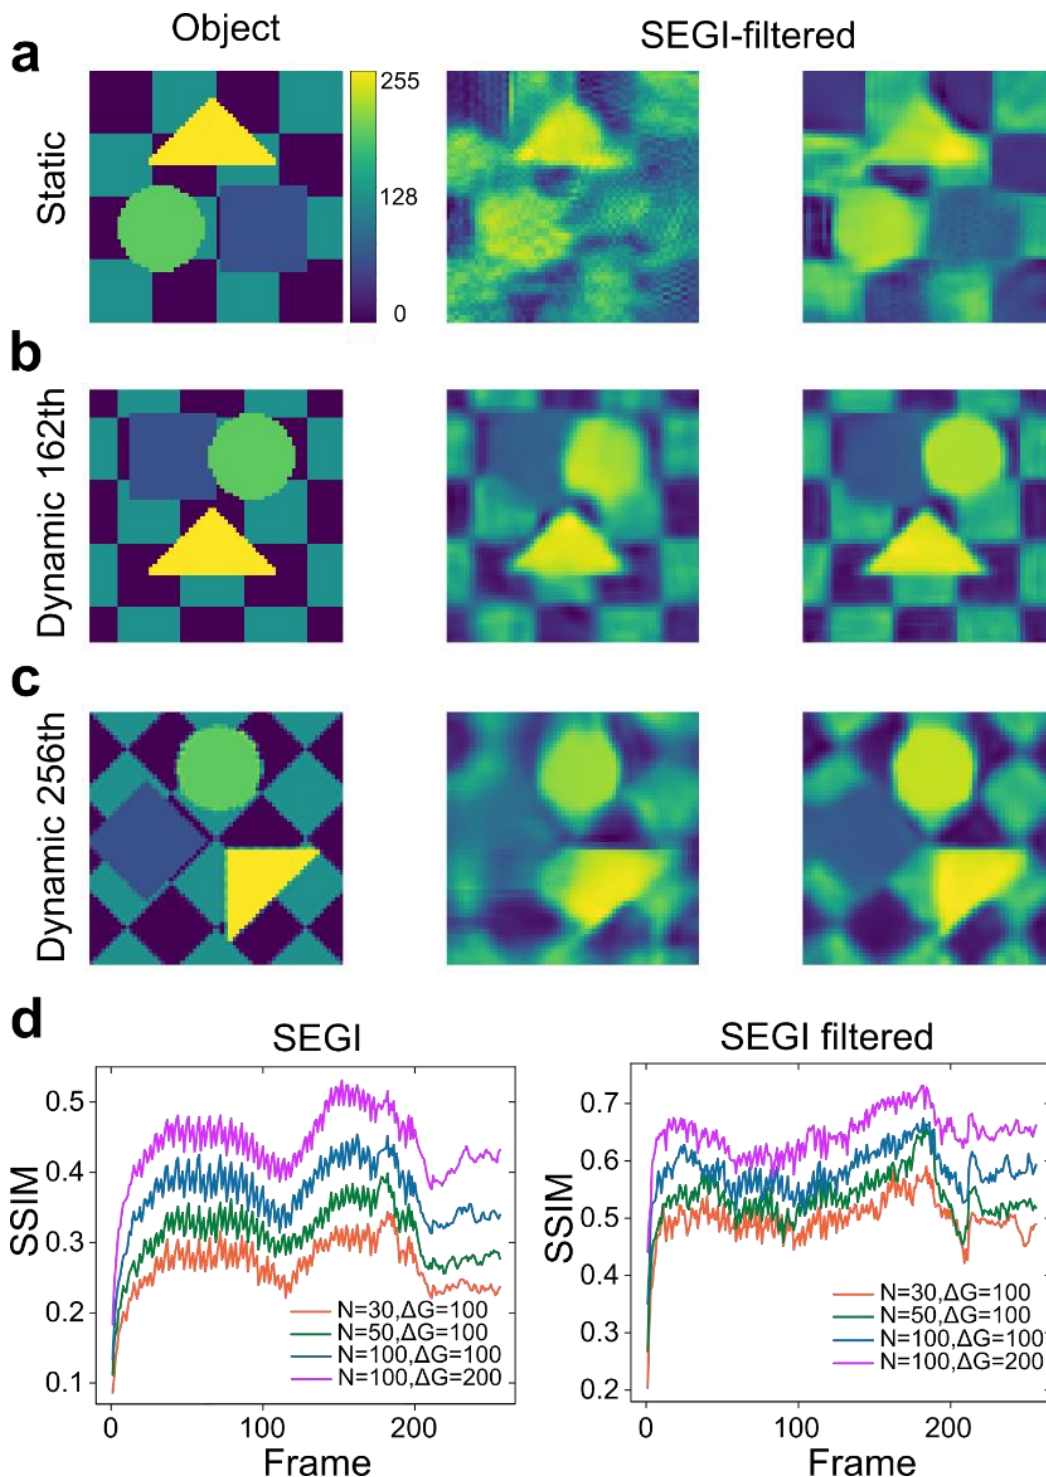 Object
SEGI-filtered
a
Static
255
128
0
b
Dynamic 162th
c
Dynamic 256th
d
SEGI
SSIM
0.5
0.4
0.3
0.2
0.1
N=30,ΔG=100
N=50,ΔG=100
N=100,ΔG=100
N=100,ΔG=200
0
100
200
Frame
SEGI filtered
SSIM
0.7
0.6
0.5
0.4
0.3
0.2
N=30,ΔG=100
N=50,ΔG=100
N=100,ΔG=100
N=100,ΔG=200
0
100
200
Frame